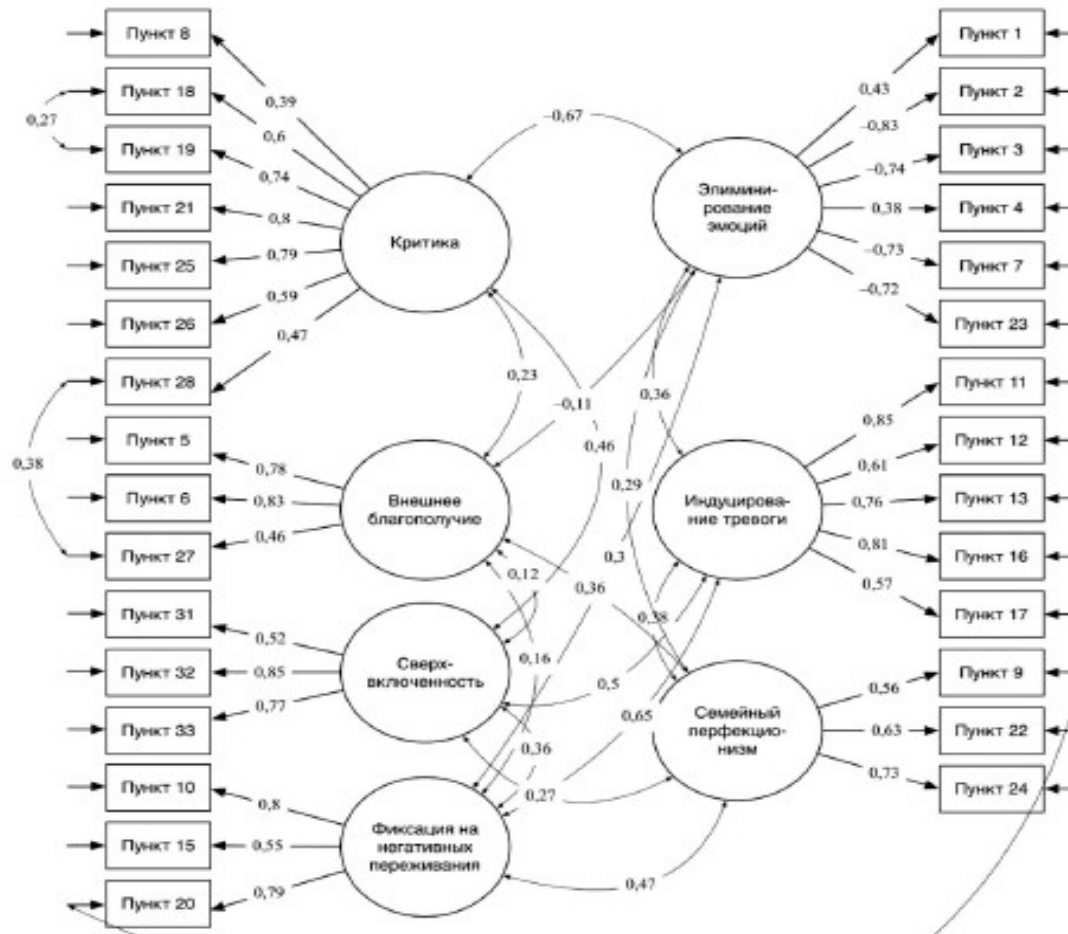 Пункт 8
Пункт 18
Пункт 19
Пункт 21
Пункт 25
Пункт 26
Пункт 28
Пункт 5
Пункт 6
Пункт 27
Пункт 31
Пункт 32
Пункт 33
Пункт 10
Пункт 15
Пункт 20
0,27
0,38
0,39
0,6
0,74
0,8
0,79
0,59
0,47
0,78
0,83
0,46
0,52
0,85
0,77
0,8
0,55
0,79
Критика
Внешнее
благополучие
Сверх-
включенность
Фиксация на
негативных
переживания
–0,67
0,23
–0,11
0,46
0,36
0,29
0,3
0,12
0,36
0,38
0,16
0,5
0,65
0,36
0,27
0,47
Элимини-
рование
эмоций
Индуцирова-
ние тревоги
Семейный
перфекцио-
низм
0,43
–0,83
–0,74
0,38
–0,73
–0,72
0,85
0,61
0,76
0,81
0,57
0,56
0,63
0,73
Пункт 1
Пункт 2
Пункт 3
Пункт 4
Пункт 7
Пункт 23
Пункт 11
Пункт 12
Пункт 13
Пункт 16
Пункт 17
Пункт 9
Пункт 22
Пункт 24